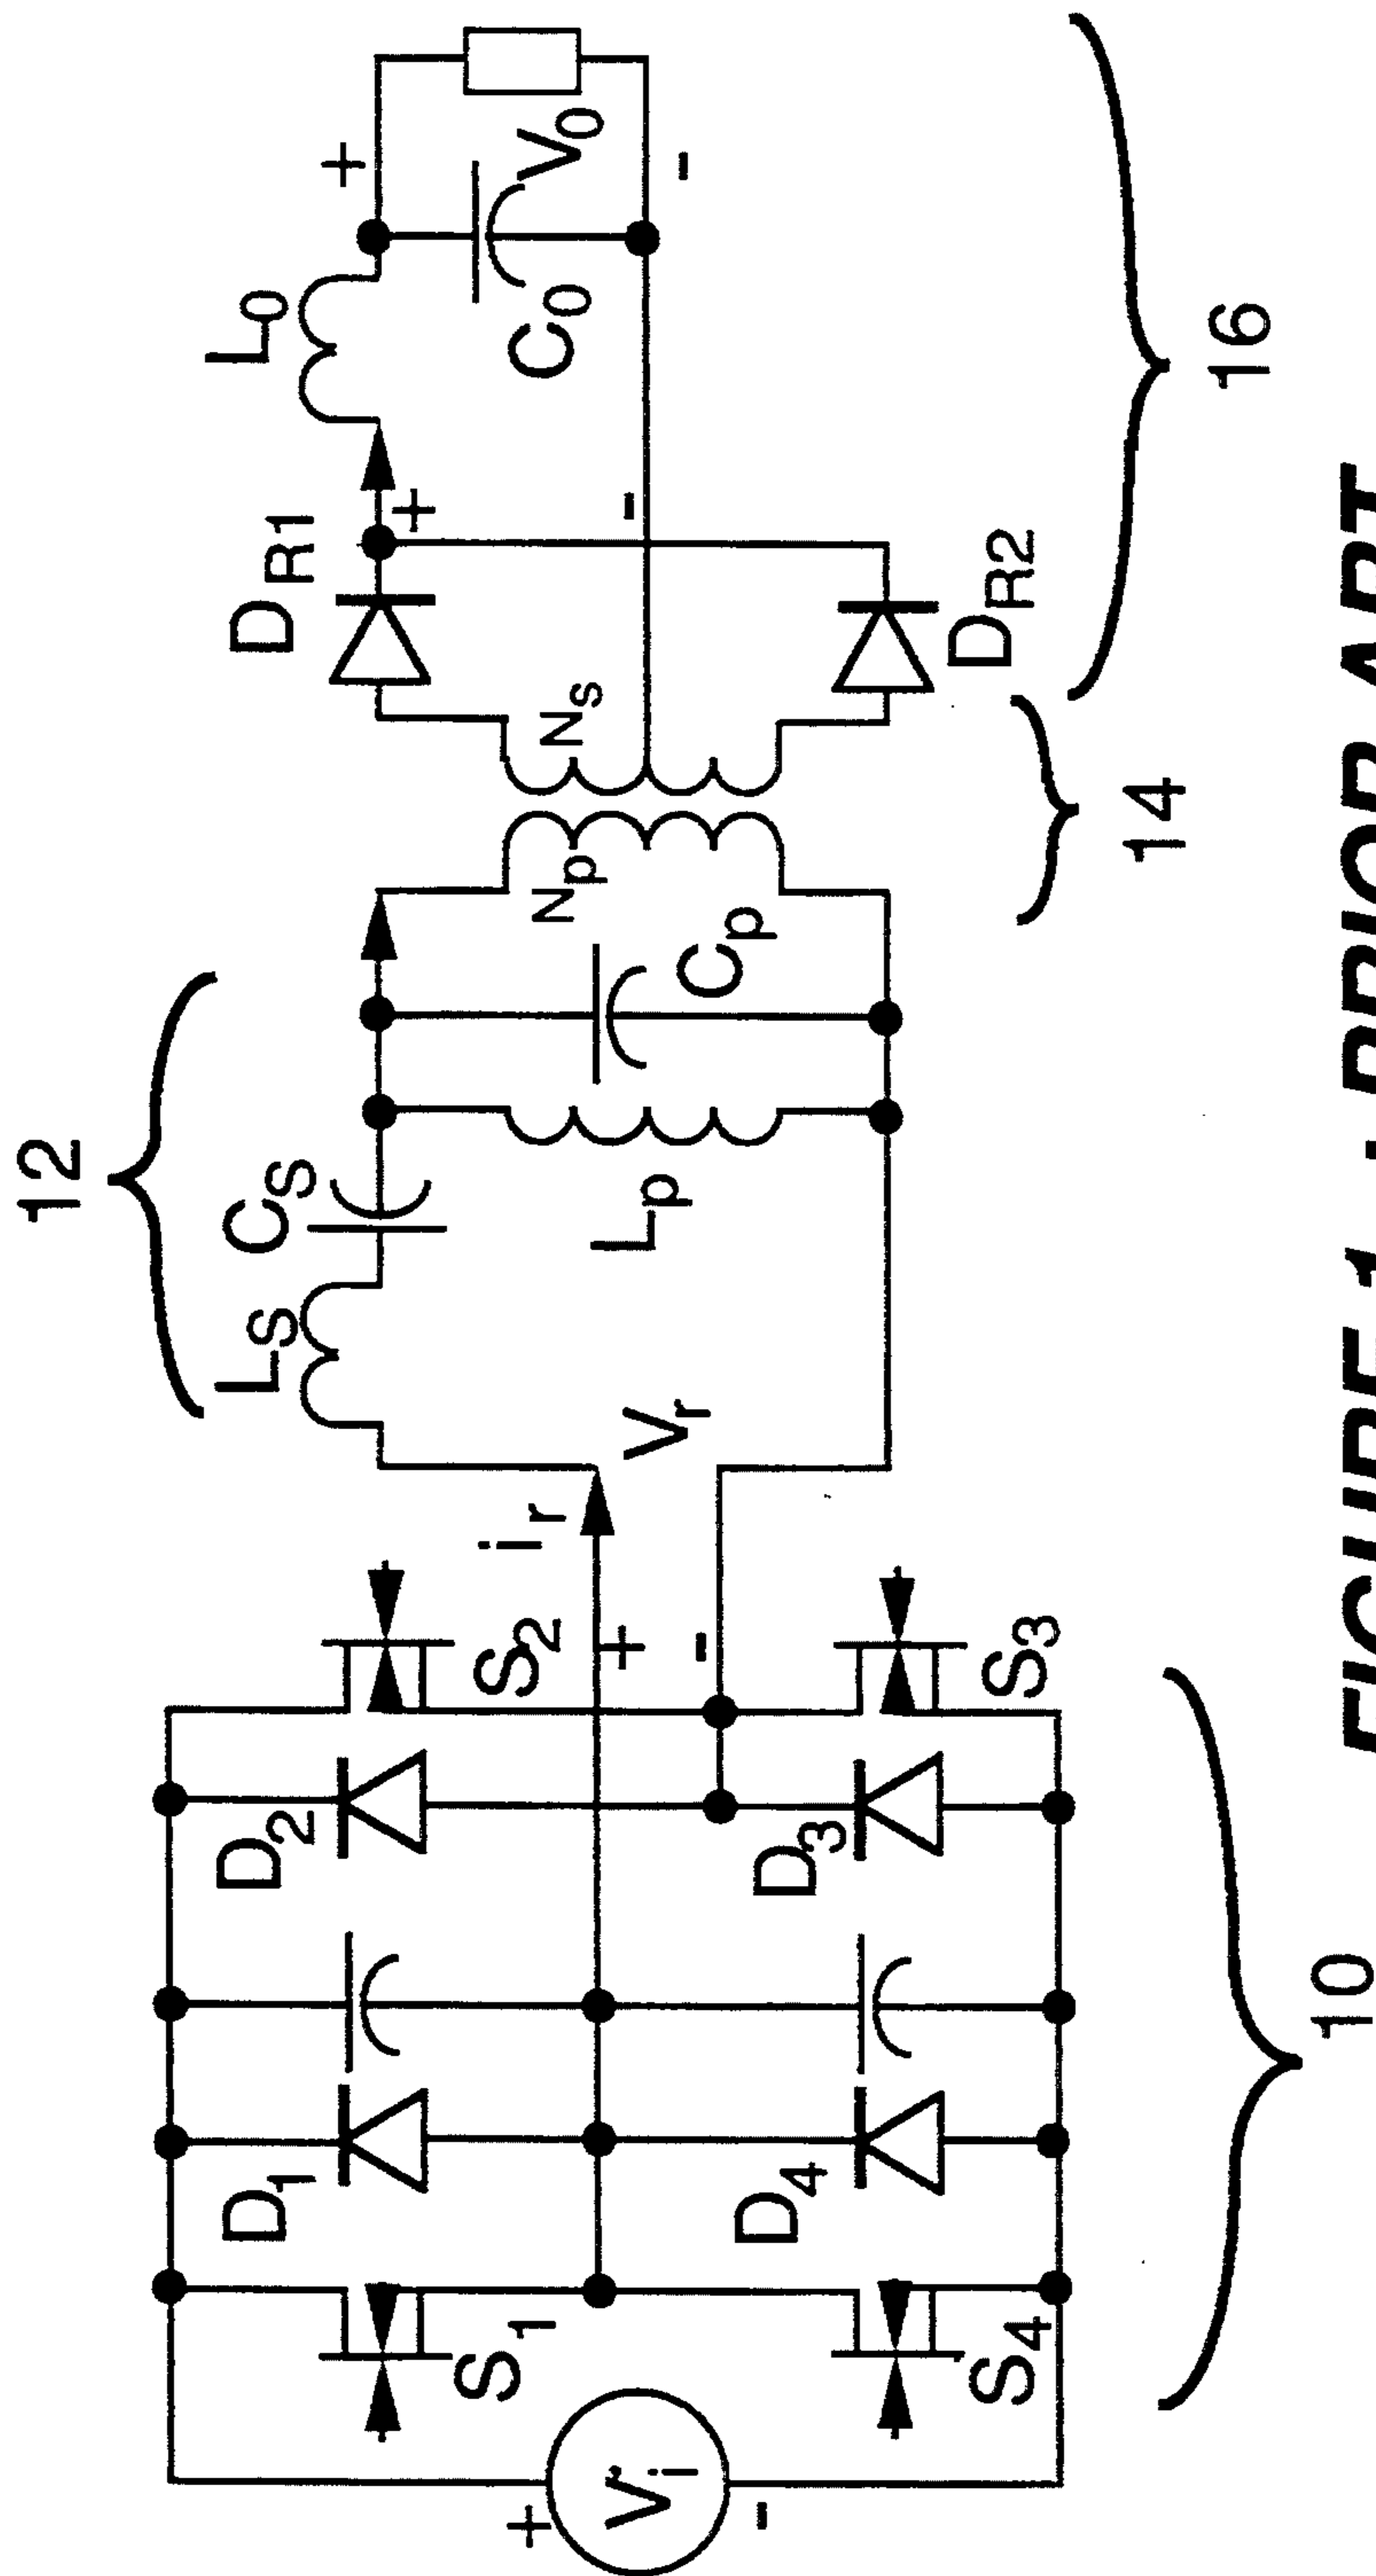 12
L_S
C_S
L_0
D_R1
+
D_1
D_2
S_1
S_2
i_r
+
V_r
-
L_p
C_p
N_p
N_s
+
-
C_0
V_0
-
+
V_i
-
S_4
D_4
D_3
S_3
D_R2
10
14
16
FIGURE 1 : PRIOR ART